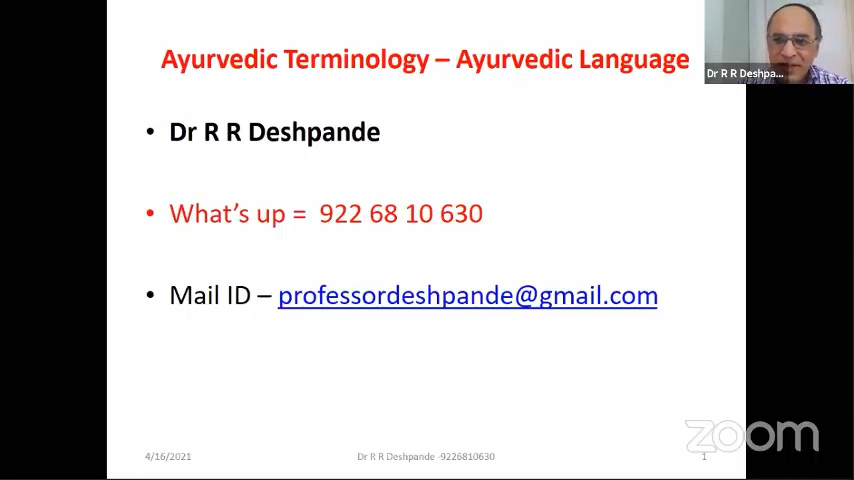 Ayurvedic Terminology – Ayurvedic Language
Dr R R Deshpa...
• Dr R R Deshpande
• What's up = 922 68 10 630
• Mail ID – professordeshpande@gmail.com
zoom
4/16/2021
Dr R R Deshpande -9226810630
1